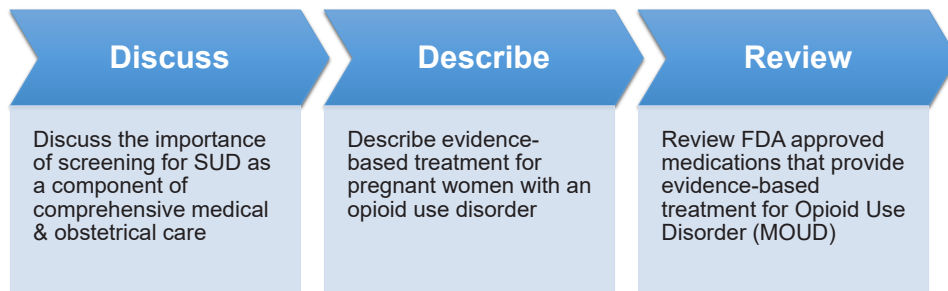 Discuss
Discuss the importance
of screening for SUD as
a component of
comprehensive medical
& obstetrical care
Describe
Describe evidence-
based treatment for
pregnant women with an
opioid use disorder
Review
Review FDA approved
medications that provide
evidence-based
treatment for Opioid Use
Disorder (MOUD)